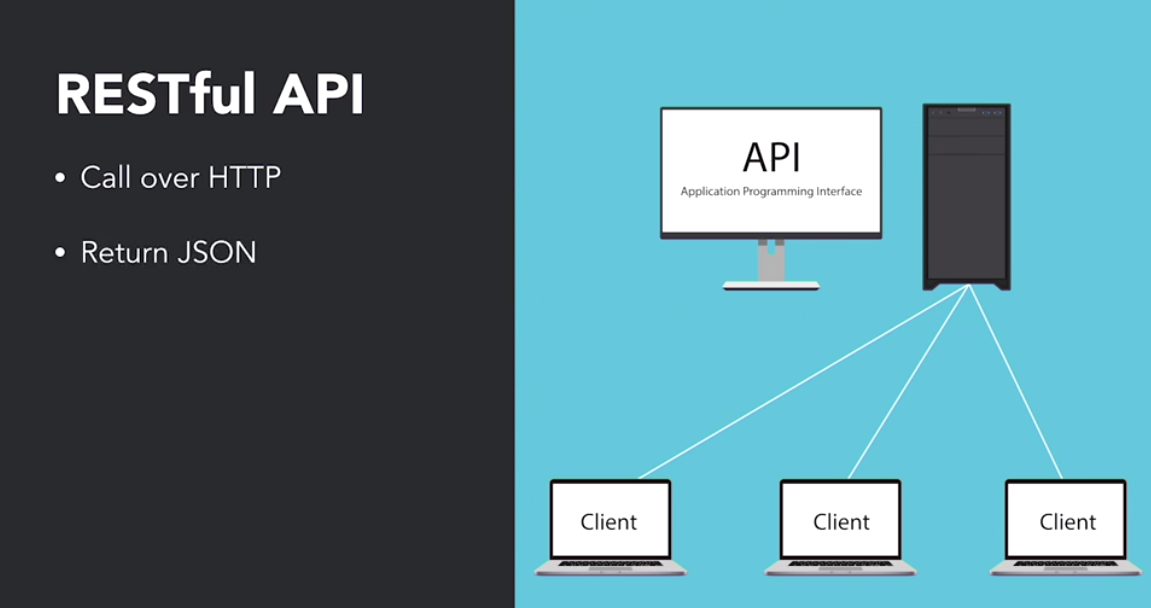 RESTful API
• Call over HTTP
• Return JSON
API
Application Programming Interface
Client
Client
Client